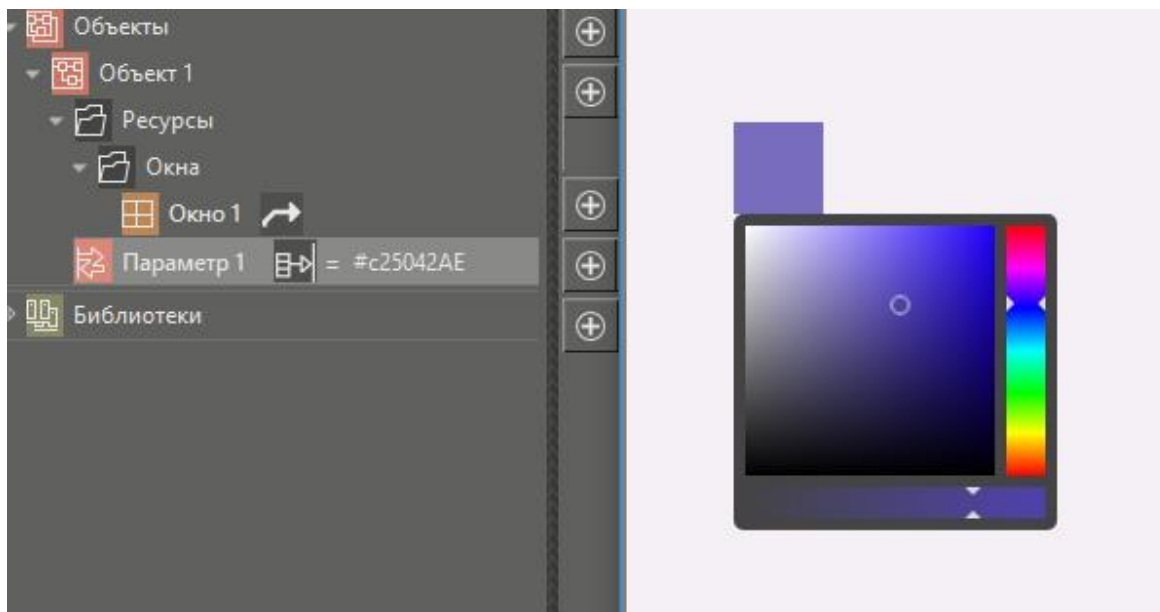 Объекты
Объект 1
Ресурсы
Окна
Окно 1
Параметр 1 = #c25042AE
Библиотеки